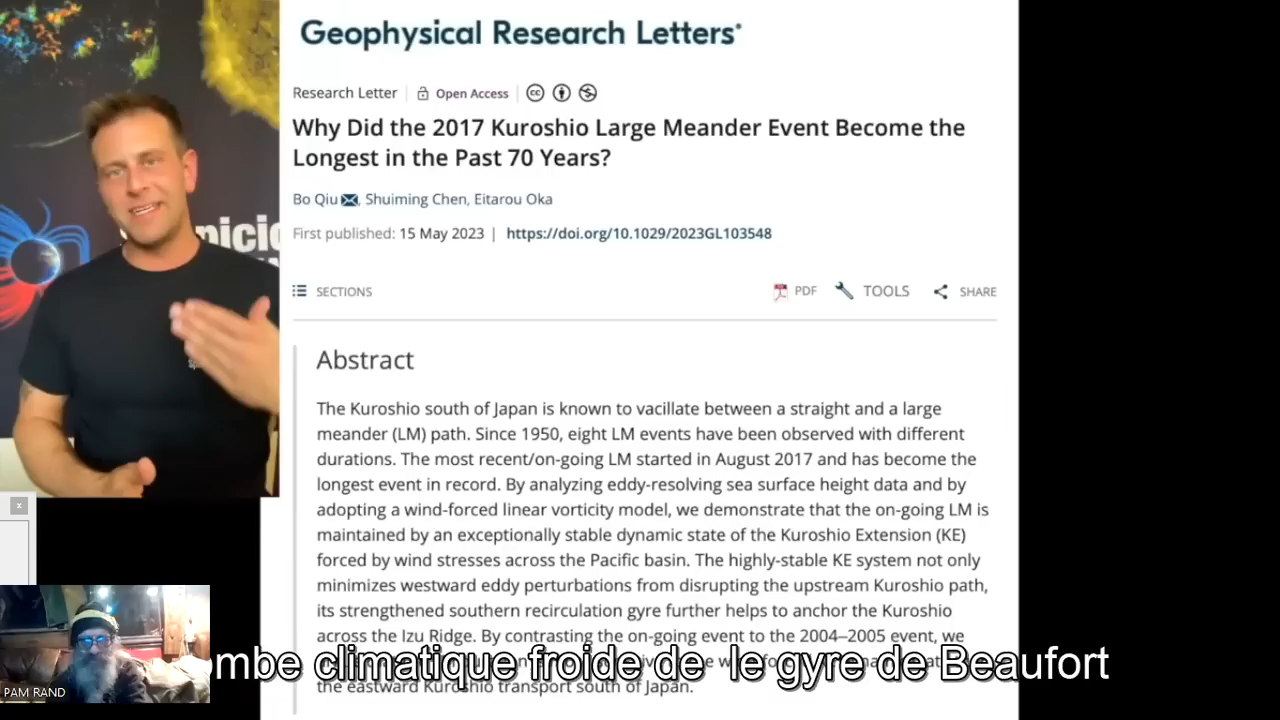 Geophysical Research Letters®
Research Letter
Open Access
Why Did the 2017 Kuroshio Large Meander Event Become the
Longest in the Past 70 Years?
Bo Qiu, Shuiming Chen, Eitarou Oka
First published: 15 May 2023 | https://doi.org/10.1029/2023GL103548
SECTIONS
PDF
TOOLS
SHARE
Abstract
The Kuroshio south of Japan is known to vacillate between a straight and a large
meander (LM) path. Since 1950, eight LM events have been observed with different
durations. The most recent/on-going LM started in August 2017 and has become the
longest event in record. By analyzing eddy-resolving sea surface height data and by
adopting a wind-forced linear vorticity model, we demonstrate that the on-going LM is
maintained by an exceptionally stable dynamic state of the Kuroshio Extension (KE)
forced by wind stresses across the Pacific basin. The highly-stable KE system not only
minimizes westward eddy perturbations from disrupting the upstream Kuroshio path,
its strengthened southern recirculation gyre further helps to anchor the Kuroshio
across the Izu Ridge. By contrasting the on-going event to the 2004–2005 event, we
ombe climatique froide de le gyre de Beaufort
the eastward Kuroshio transport south of Japan.
PAM RAND